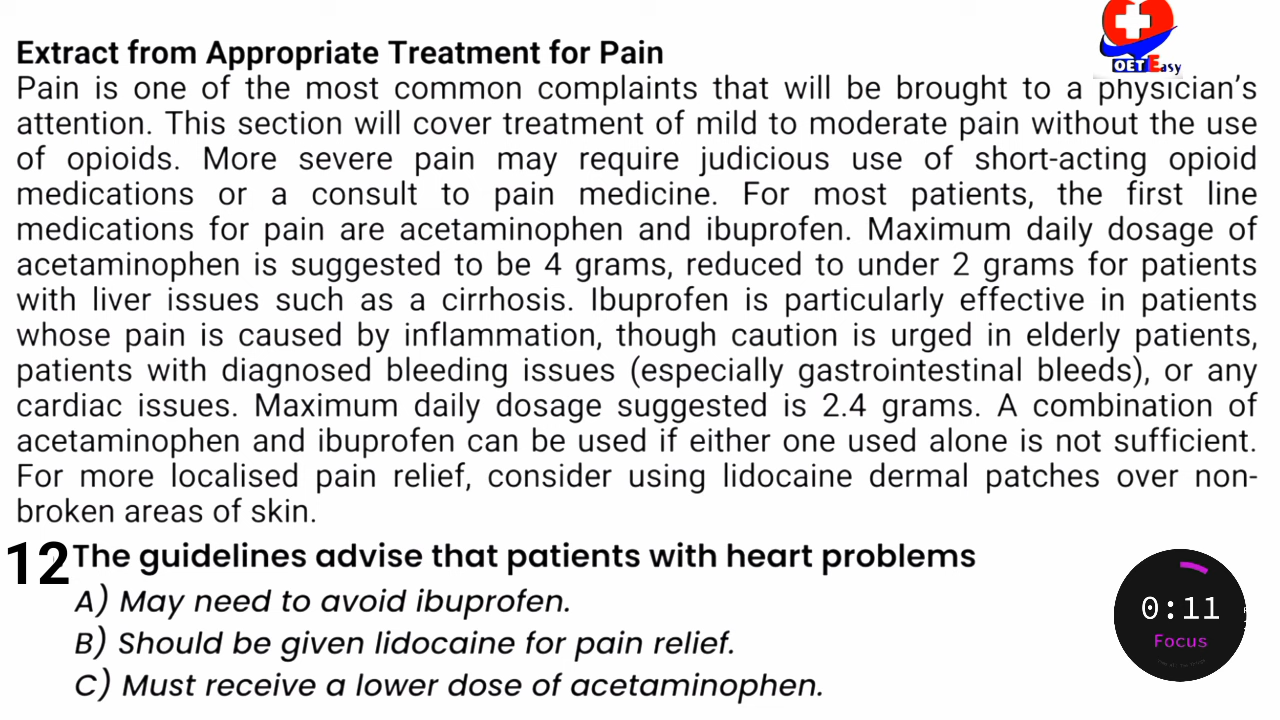 OET Easy
Extract from Appropriate Treatment for Pain
Pain is one of the most common complaints that will be brought to a physician's
attention. This section will cover treatment of mild to moderate pain without the use
of opioids. More severe pain may require judicious use of short-acting opioid
medications or a consult to pain medicine. For most patients, the first line
medications for pain are acetaminophen and ibuprofen. Maximum daily dosage of
acetaminophen is suggested to be 4 grams, reduced to under 2 grams for patients
with liver issues such as a cirrhosis. Ibuprofen is particularly effective in patients
whose pain is caused by inflammation, though caution is urged in elderly patients,
patients with diagnosed bleeding issues (especially gastrointestinal bleeds), or any
cardiac issues. Maximum daily dosage suggested is 2.4 grams. A combination of
acetaminophen and ibuprofen can be used if either one used alone is not sufficient.
For more localised pain relief, consider using lidocaine dermal patches over non-
broken areas of skin.
12 The guidelines advise that patients with heart problems
A) May need to avoid ibuprofen.
B) Should be given lidocaine for pain relief.
C) Must receive a lower dose of acetaminophen.
0:11
Focus